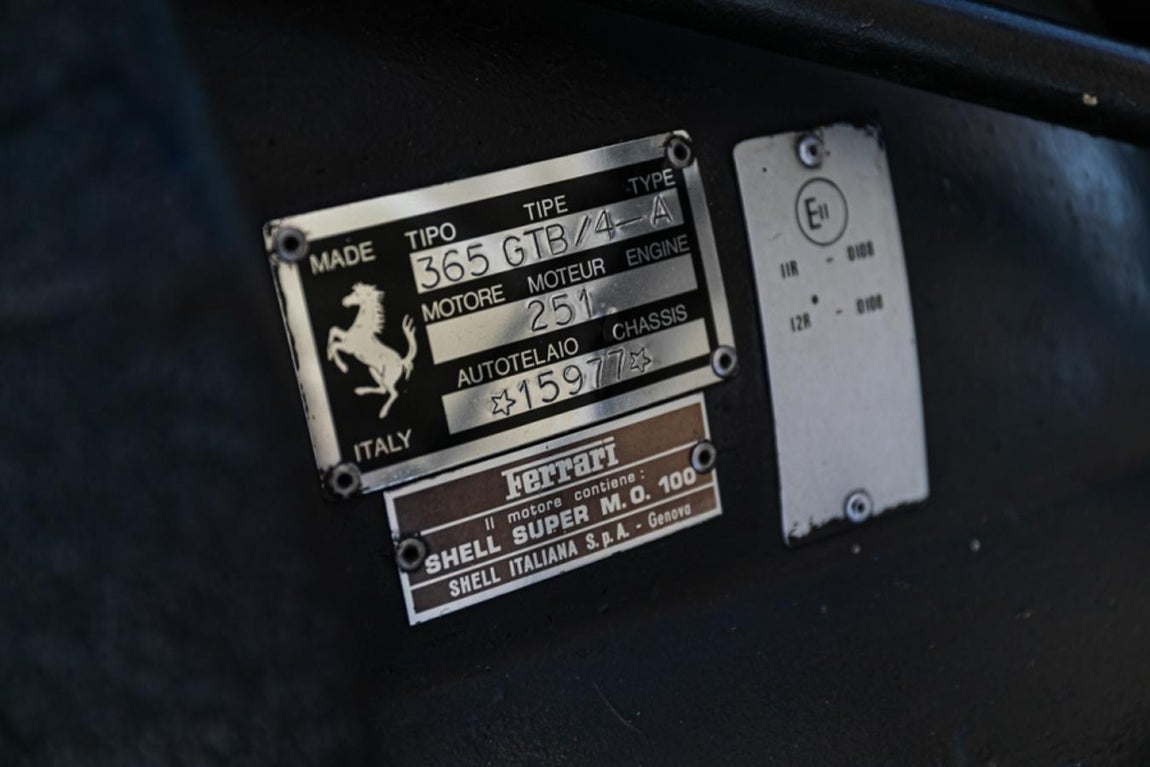 MADE
TIPO TIPE TYPE
365 GTB/4-A
MOTORE MOTEUR ENGINE
251
AUTOTELAIO CHASSIS
☆15977☆
ITALY
Ferrari
Il motore contiene:
SHELL SUPER M.O. 100
SHELL ITALIANA S.p.A. - Genova
E11
11R - 0108
12R - 0108